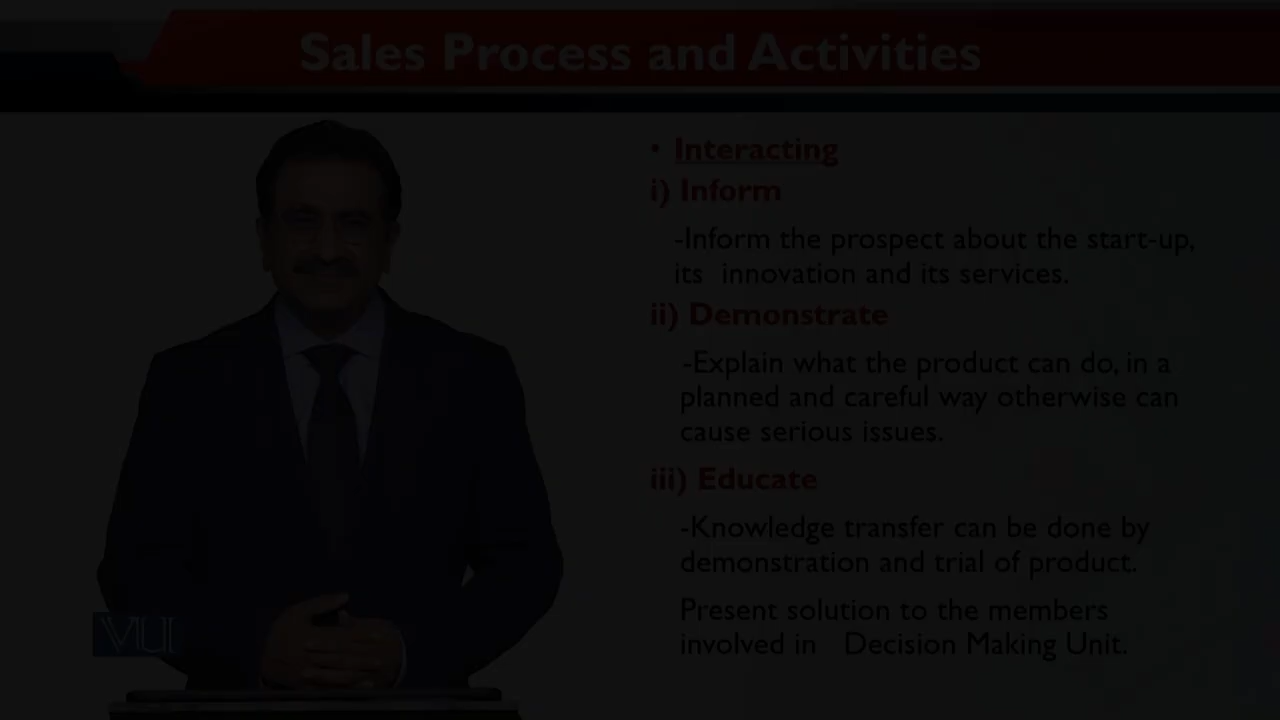 Sales Process and Activities
• Interacting
i) Inform
-Inform the prospect about the start-up,
its innovation and its services.
ii) Demonstrate
-Explain what the product can do, in a
planned and careful way otherwise can
cause serious issues.
iii) Educate
-Knowledge transfer can be done by
demonstration and trial of product.
Present solution to the members
involved in Decision Making Unit.
VU